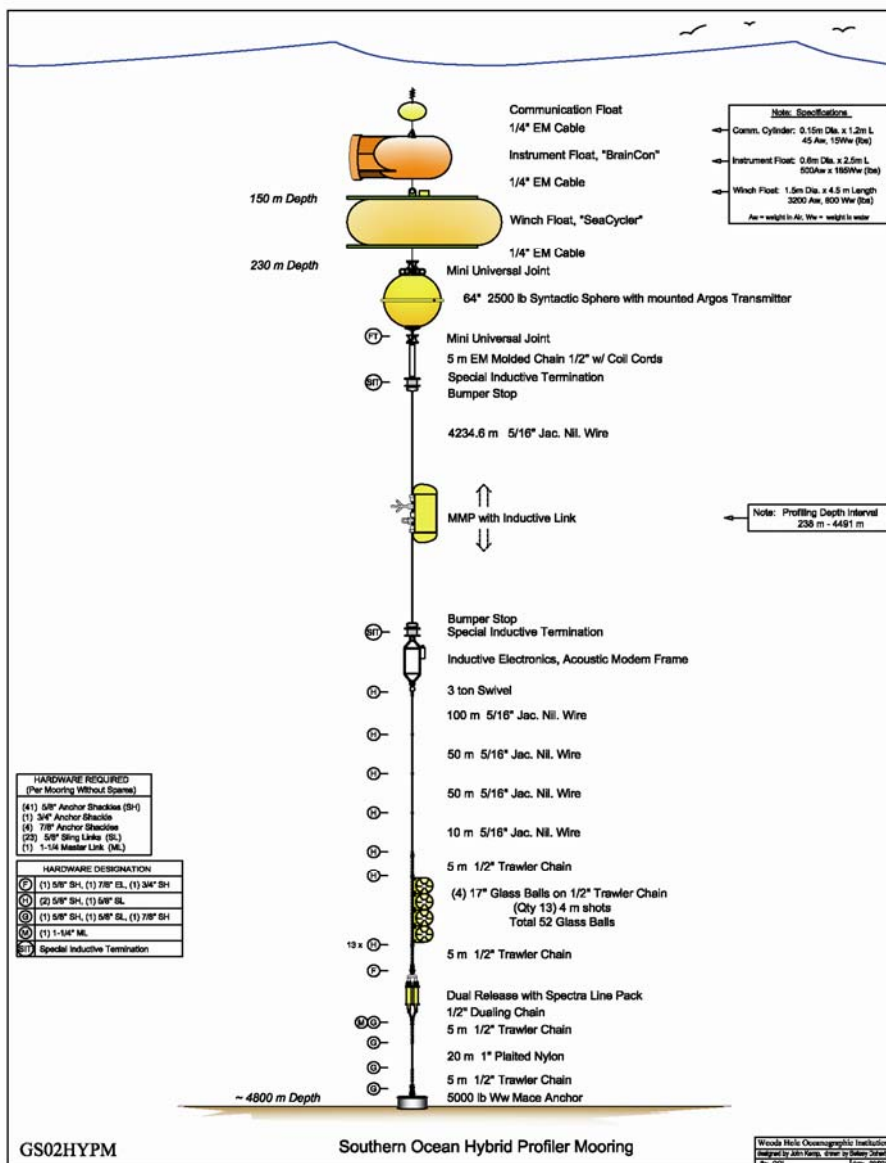 Communication Float
1/4" EM Cable
Instrument Float, "BrainCon"
1/4" EM Cable
150 m Depth
Winch Float, "SeaCycler"
1/4" EM Cable
230 m Depth
Mini Universal Joint
64" 2500 lb Syntactic Sphere with mounted Argos Transmitter
Note: Specifications
Comm. Cylinder: 0.15m Dia. x 1.2m L
45 Aw, 15Ww (lbs)
Instrument Float: 0.6m Dia. x 2.5m L
500Aw x 185Ww (lbs)
Winch Float: 1.5m Dia. x 4.5 m Length
3200 Aw, 800 Ww (lbs)
Aw = weight in Air, Ww = weight in water
FT
Mini Universal Joint
5 m EM Molded Chain 1/2" w/ Coil Cords
SIT
Special Inductive Termination
Bumper Stop
4234.6 m 5/16" Jac. Nil. Wire
MMP with Inductive Link
Note: Profiling Depth Interval
238 m - 4491 m
Bumper Stop
SIT
Special Inductive Termination
Inductive Electronics, Acoustic Modem Frame
H
3 ton Swivel
100 m 5/16" Jac. Nil. Wire
H
50 m 5/16" Jac. Nil. Wire
H
50 m 5/16" Jac. Nil. Wire
H
10 m 5/16" Jac. Nil. Wire
H
5 m 1/2" Trawler Chain
H
(4) 17" Glass Balls on 1/2" Trawler Chain
(Qty 13) 4 m shots
Total 52 Glass Balls
13 x H
5 m 1/2" Trawler Chain
F
Dual Release with Spectra Line Pack
1/2" Dualing Chain
M G
5 m 1/2" Trawler Chain
G
20 m 1" Plaited Nylon
G
5 m 1/2" Trawler Chain
G
5000 lb Ww Mace Anchor
~ 4800 m Depth
HARDWARE REQUIRED
(Per Mooring Without Spares)
(41) 5/8" Anchor Shackles (SH)
(1) 3/4" Anchor Shackle
(4) 7/8" Anchor Shackles
(23) 5/8" Sling Links (SL)
(1) 1-1/4 Master Link (ML)
HARDWARE DESIGNATION
F (1) 5/8" SH, (1) 7/8" EL, (1) 3/4" SH
H (2) 5/8" SH, (1) 5/8" SL
G (1) 5/8" SH, (1) 5/8" SL, (1) 7/8" SH
M (1) 1-1/4" ML
SIT Special Inductive Termination
GS02HYPM
Southern Ocean Hybrid Profiler Mooring
Woods Hole Oceanographic Institution
designed by John Kemp, drawn by Betsey Doherty